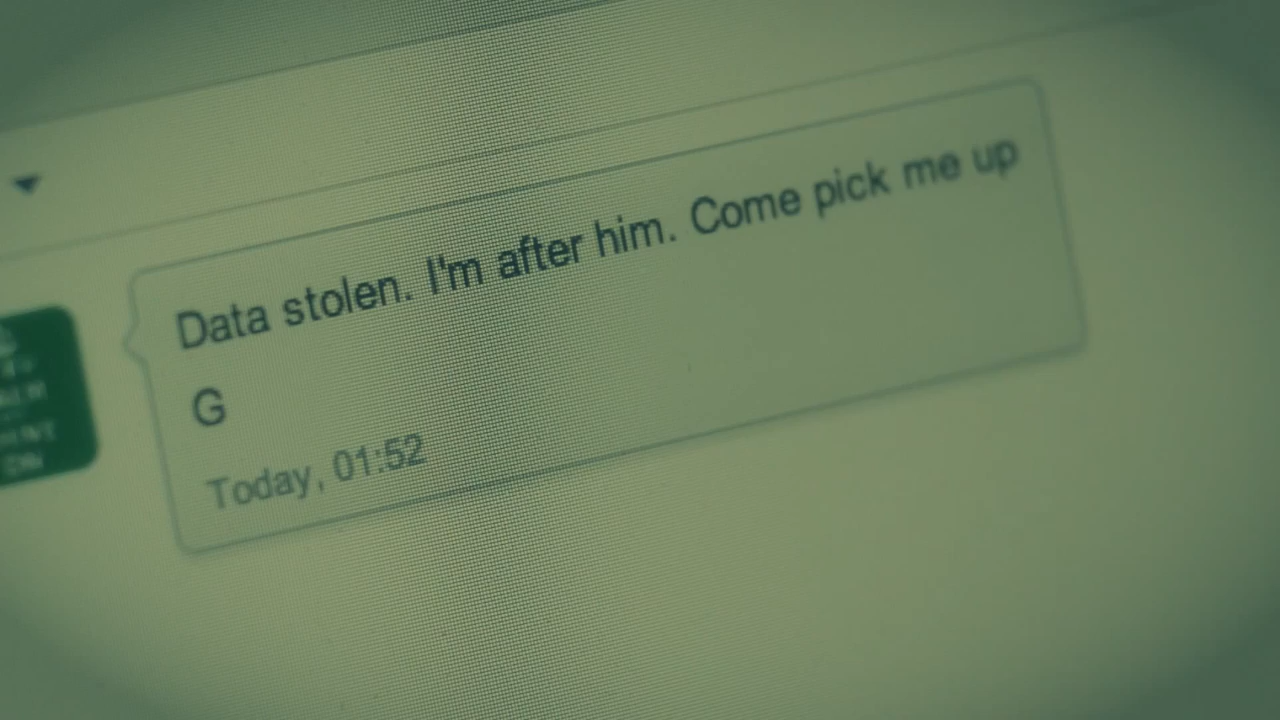 Data stolen. I'm after him. Come pick me up
G
Today, 01:52